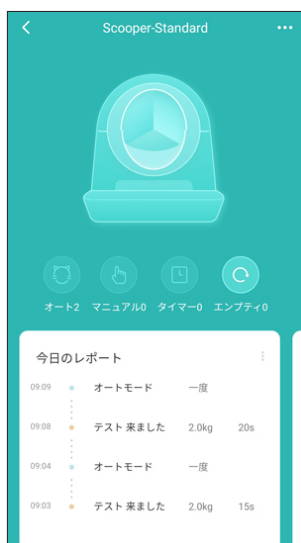 Scooper-Standard
オート2 マニュアル0 タイマー0 エンプティ0
今日のレポート
09:09 オートモード 一度
09:08 テスト 来ました 2.0kg 20s
09:04 オートモード 一度
09:03 テスト 来ました 2.0kg 15s